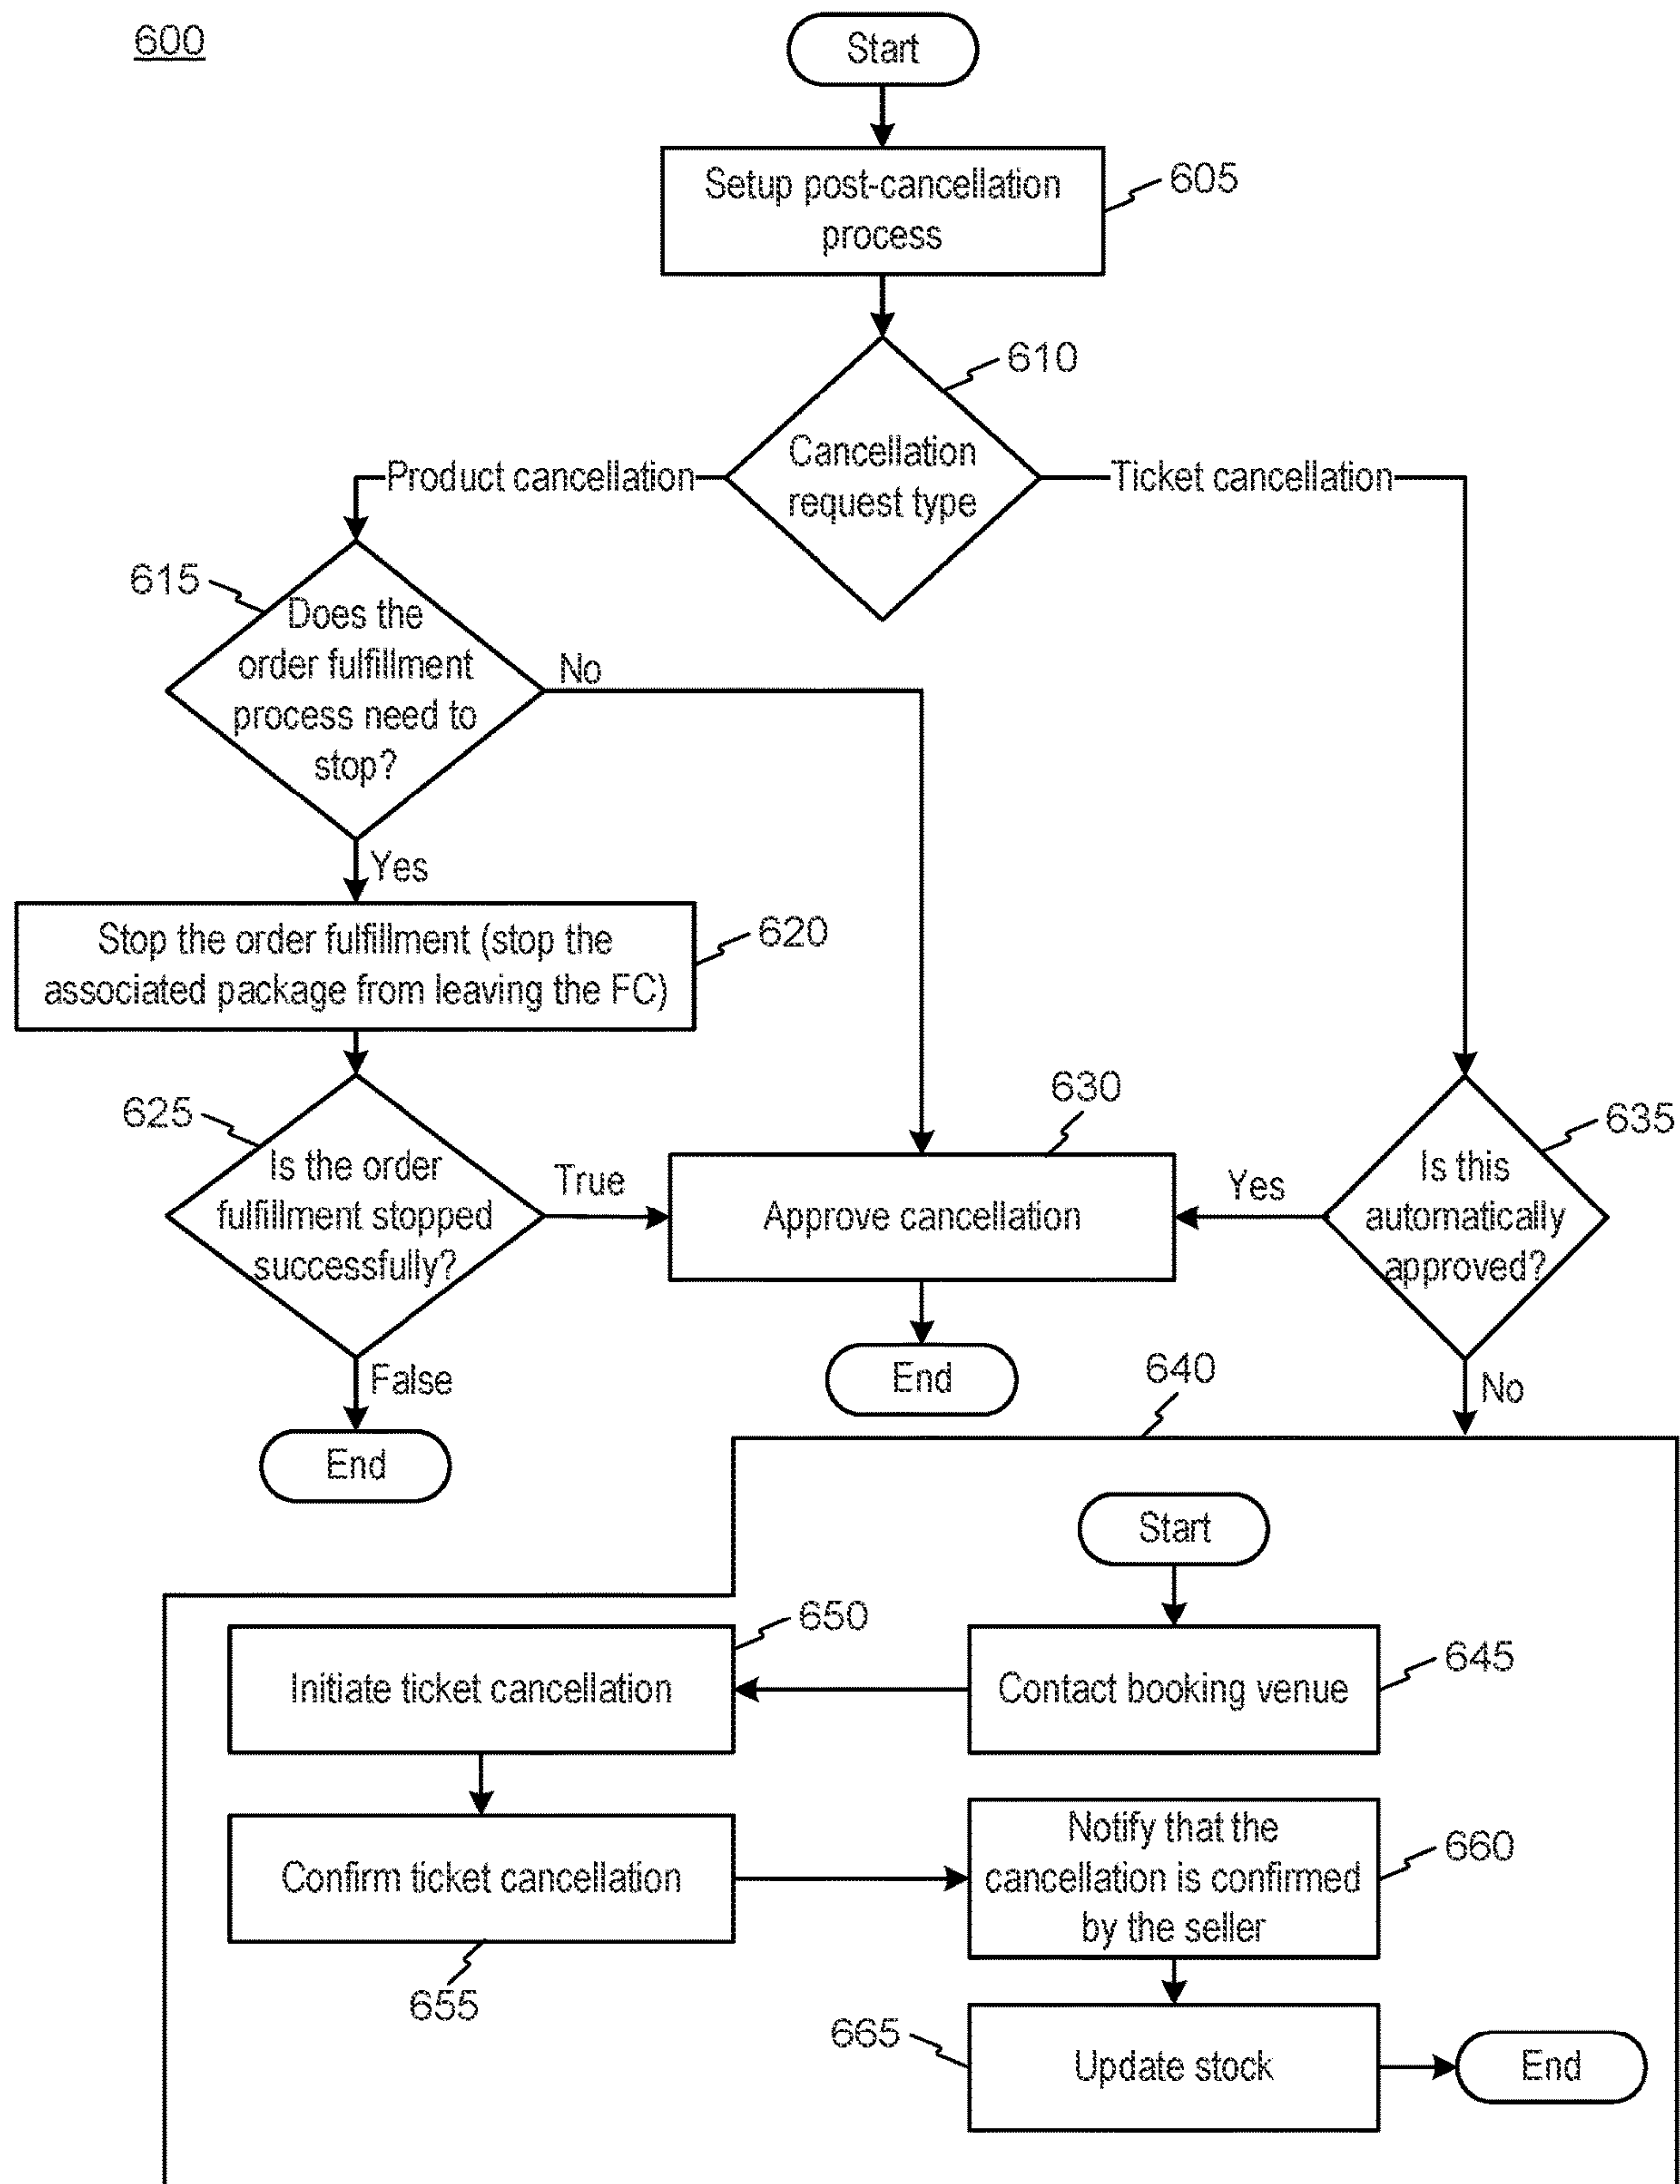 600
Start
Setup post-cancellation
process
605
610
Cancellation
request type
Product cancellation
Ticket cancellation
615
Does the
order fulfillment
process need to
stop?
No
Yes
Stop the order fulfillment (stop the
associated package from leaving the FC)
620
625
Is the order
fulfillment stopped
successfully?
True
False
End
630
Approve cancellation
End
635
Is this
automatically
approved?
Yes
No
640
Start
Contact booking venue
645
650
Initiate ticket cancellation
Confirm ticket cancellation
655
Notify that the
cancellation is confirmed
by the seller
660
665
Update stock
End